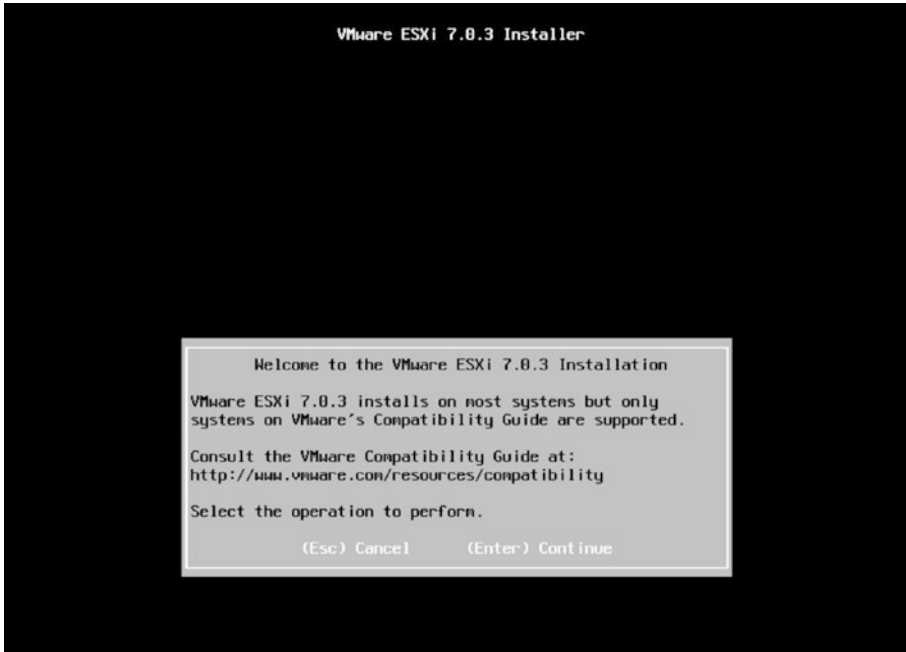 VMware ESXi 7.0.3 Installer
Welcome to the VMware ESXi 7.0.3 Installation
VMware ESXi 7.0.3 installs on most systems but only
systems on VMware's Compatibility Guide are supported.
Consult the VMware Compatibility Guide at:
http://www.vmware.com/resources/compatibility
Select the operation to perform.
(Esc) Cancel (Enter) Continue